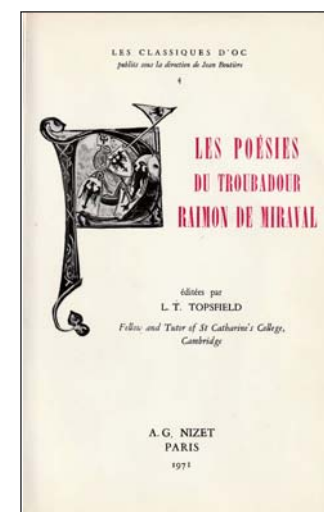 LES CLASSIQUES D'OC
publiés sous la direction de Jean Boutière
4
LES POÉSIES
DU TROUBADOUR
RAIMON DE MIRAVAL
éditées par
L. T. TOPSFIELD
Fellow and Tutor of St Catharine's College,
Cambridge
A. G. NIZET
PARIS
1971